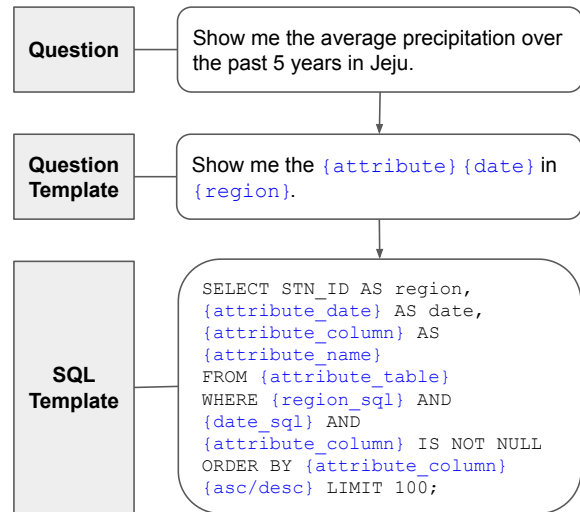 Question
Show me the average precipitation over
the past 5 years in Jeju.
Question
Template
Show me the {attribute} {date} in
{region}.
SQL
Template
SELECT STN_ID AS region,
{attribute_date} AS date,
{attribute_column} AS
{attribute_name}
FROM {attribute_table}
WHERE {region_sql} AND
{date_sql} AND
{attribute_column} IS NOT NULL
ORDER BY {attribute_column}
{asc/desc} LIMIT 100;